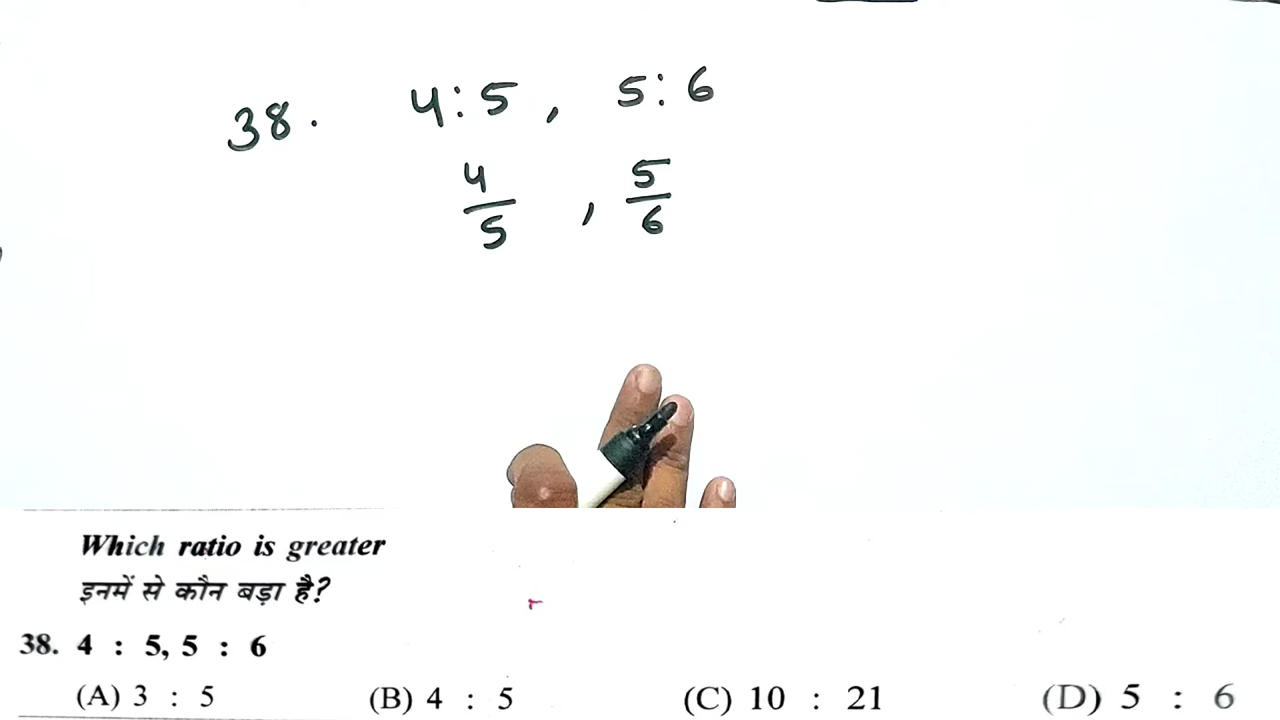 38. 4 : 5 , 5 : 6
4/5 , 5/6
Which ratio is greater
इनमें से कौन बड़ा है?
38. 4 : 5, 5 : 6
(A) 3 : 5 (B) 4 : 5 (C) 10 : 21 (D) 5 : 6